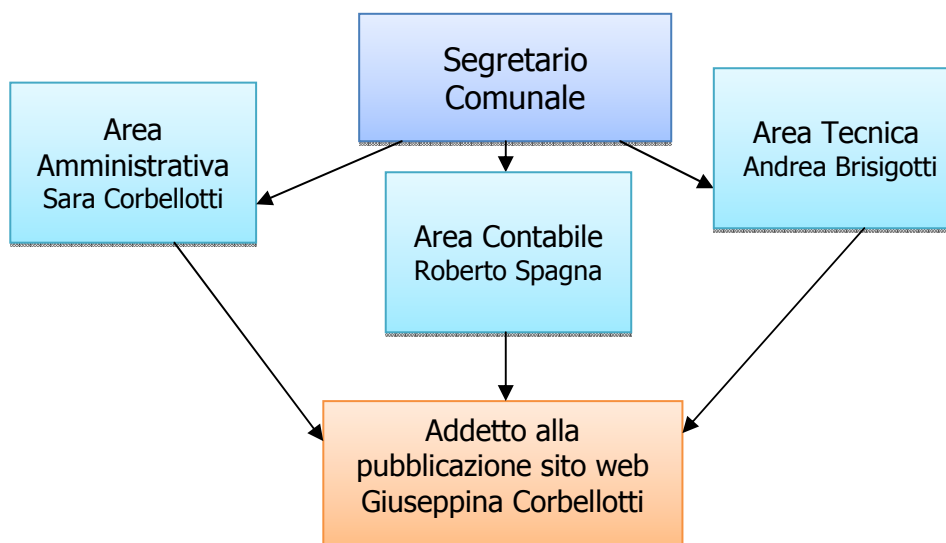 Segretario
Comunale
Area
Amministrativa
Sara Corbellotti
Area Contabile
Roberto Spagna
Area Tecnica
Andrea Brisigotti
Addetto alla
pubblicazione sito web
Giuseppina Corbellotti